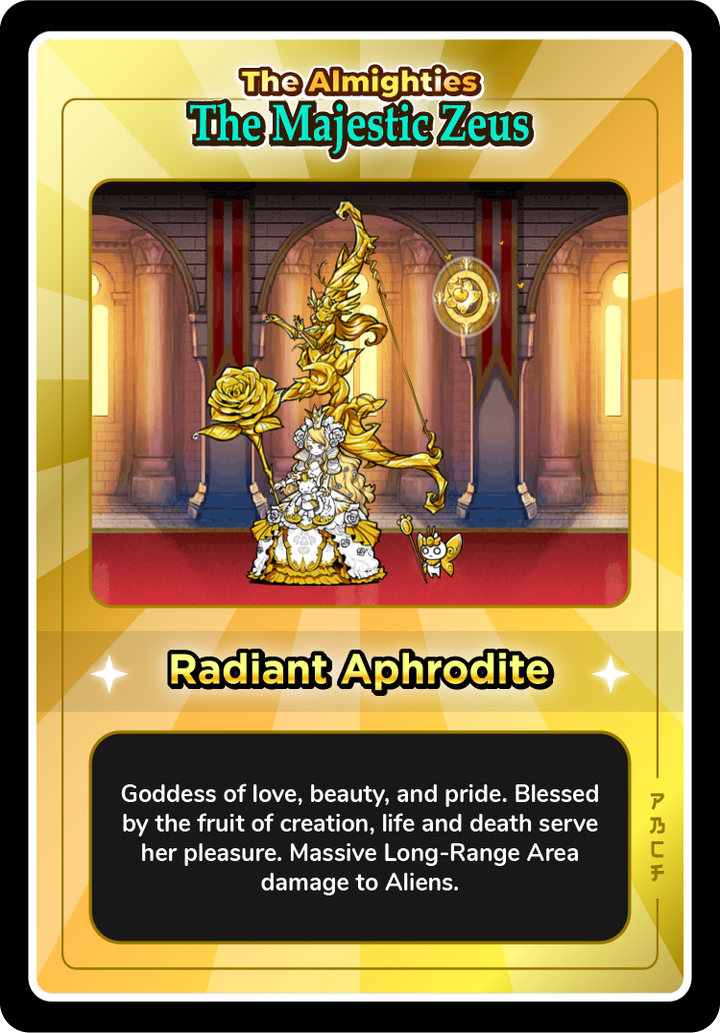 The Almighties
The Majestic Zeus
Radiant Aphrodite
Goddess of love, beauty, and pride. Blessed
by the fruit of creation, life and death serve
her pleasure. Massive Long-Range Area
damage to Aliens.
ア
乃
匚
チ